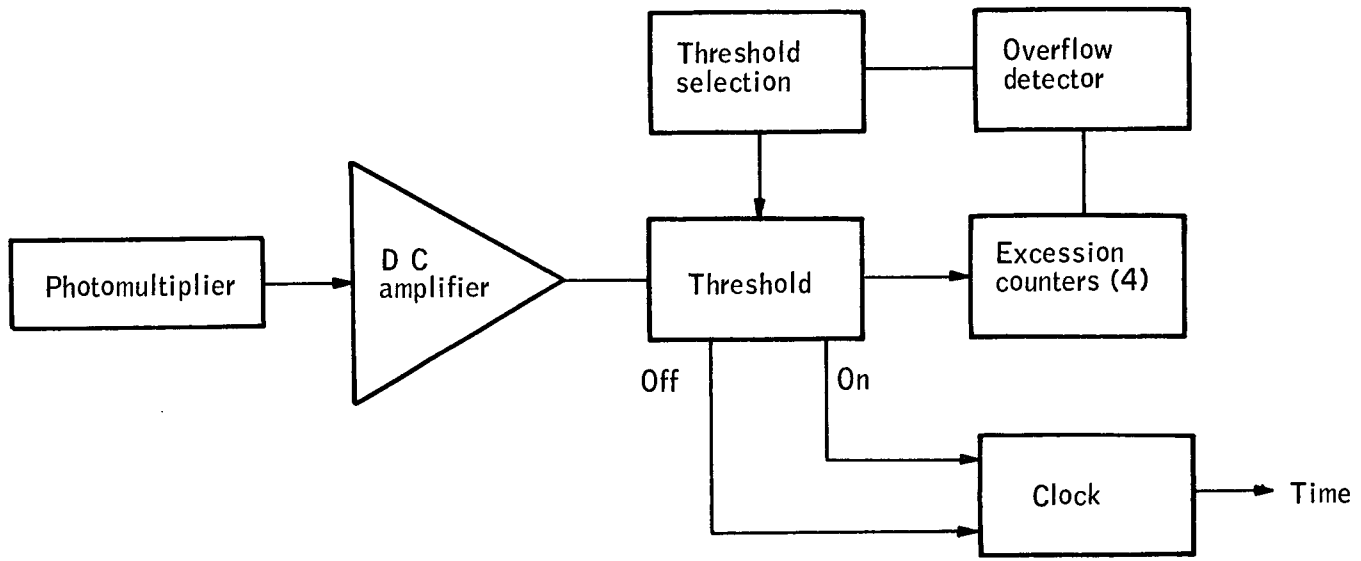 Threshold
selection
Overflow
detector
Photomultiplier
D C
amplifier
Threshold
Excession
counters (4)
Off
On
Clock
Time